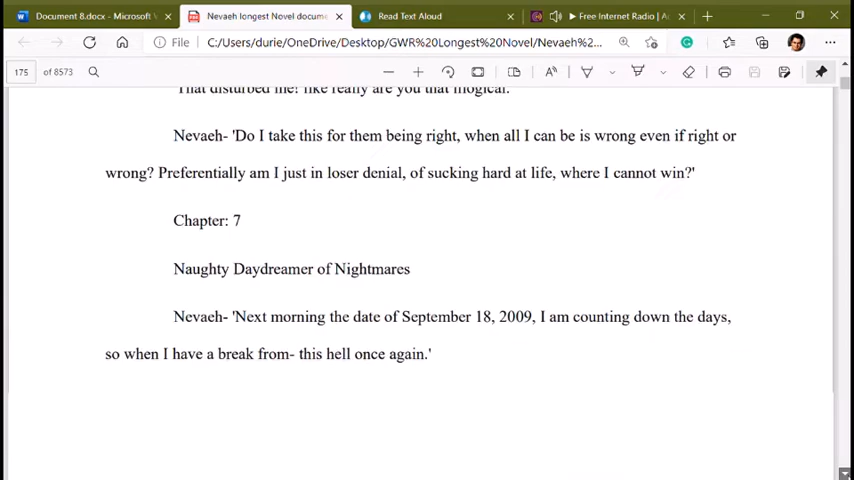 Document 8.docx - Microsoft
Nevaeh longest Novel docume
Read Text Aloud
Free Internet Radio | A
File
C:/Users/durie/OneDrive/Desktop/GWR%20Longest%20Novel/Nevaeh%2...
175 of 8573
That disturbed me! like really are you that illogical.
Nevaeh- 'Do I take this for them being right, when all I can be is wrong even if right or
wrong? Preferentially am I just in loser denial, of sucking hard at life, where I cannot win?'
Chapter: 7
Naughty Daydreamer of Nightmares
Nevaeh- 'Next morning the date of September 18, 2009, I am counting down the days,
so when I have a break from- this hell once again.'